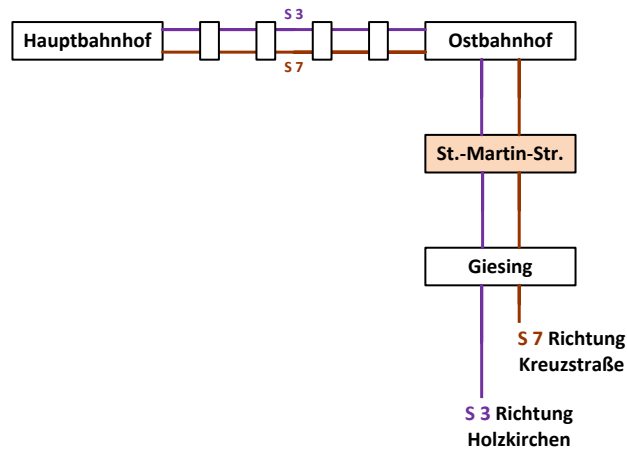 S 3
Hauptbahnhof
Ostbahnhof
S 7
St.-Martin-Str.
Giesing
S 7 Richtung
Kreuzstraße
S 3 Richtung
Holzkirchen